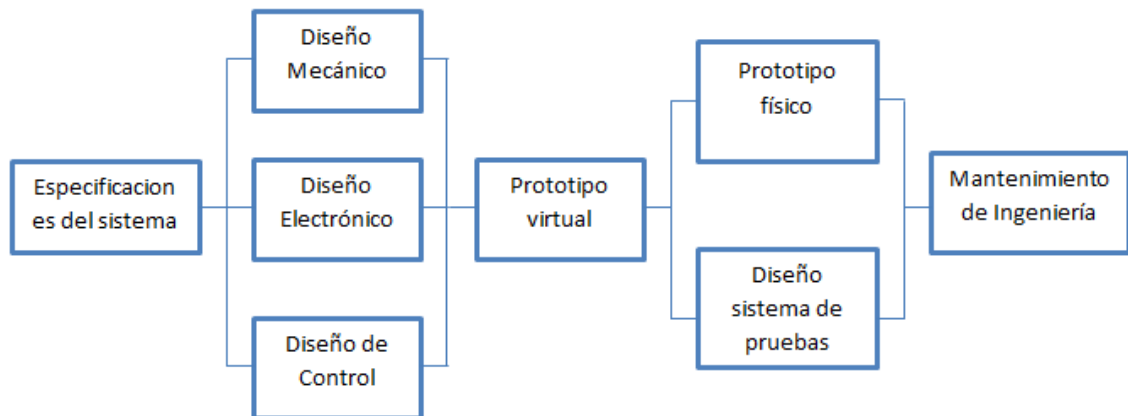 Especificacion
es del sistema
Diseño
Mecánico
Diseño
Electrónico
Diseño de
Control
Prototipo
virtual
Prototipo
físico
Diseño
sistema de
pruebas
Mantenimiento
de Ingeniería